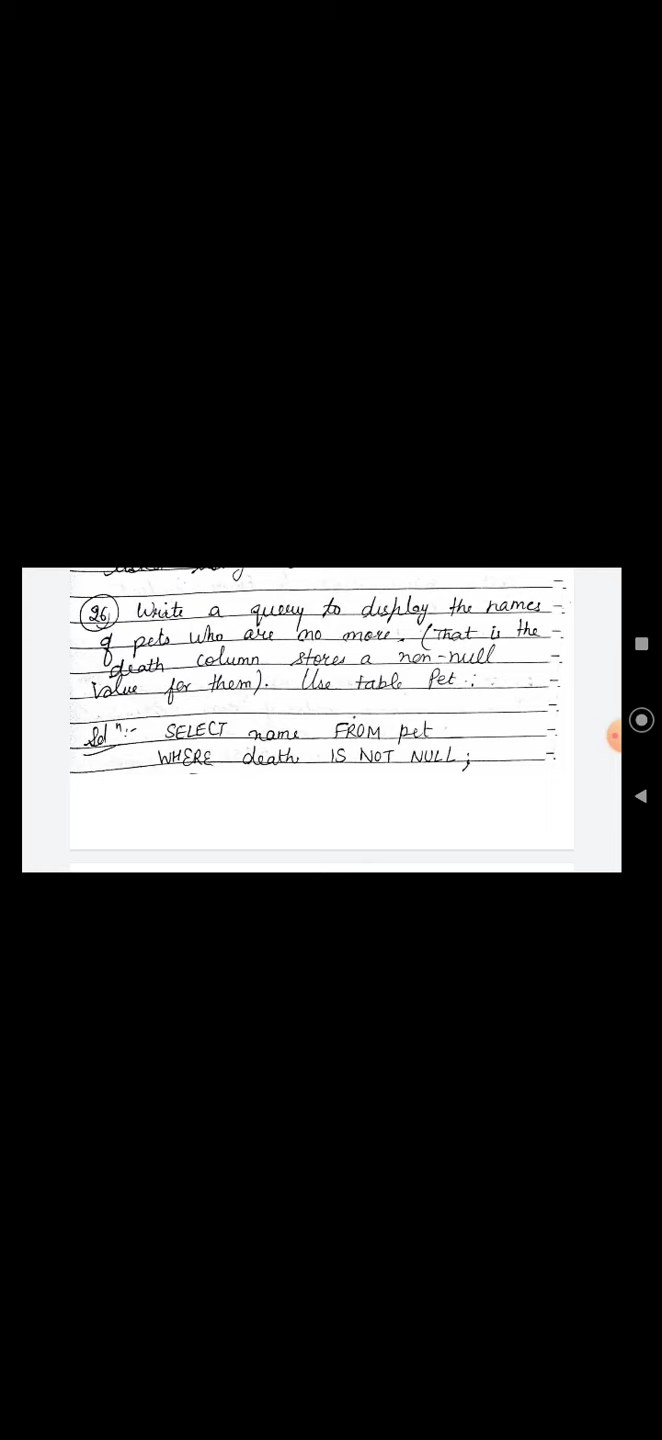 26) Write a query to display the names
of pets who are no more. (That is the
death column stores a non-null
value for them). Use table Pet.
Solⁿ:- SELECT name FROM pet
WHERE death IS NOT NULL;